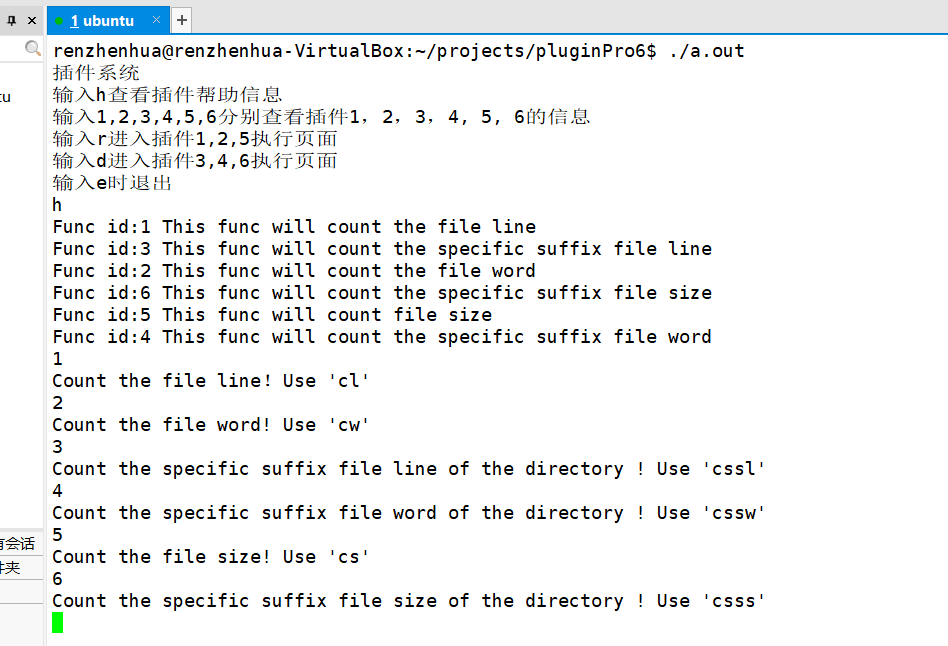 1 ubuntu
renzhenhua@renzhenhua-VirtualBox:~/projects/pluginPro6$ ./a.out
插件系统
输入h查看插件帮助信息
输入1,2,3,4,5,6分别查看插件1，2，3，4，5，6的信息
输入r进入插件1,2,5执行页面
输入d进入插件3,4,6执行页面
输入e时退出
h
Func id:1 This func will count the file line
Func id:3 This func will count the specific suffix file line
Func id:2 This func will count the file word
Func id:6 This func will count the specific suffix file size
Func id:5 This func will count file size
Func id:4 This func will count the specific suffix file word
1
Count the file line! Use 'cl'
2
Count the file word! Use 'cw'
3
Count the specific suffix file line of the directory ! Use 'cssl'
4
Count the specific suffix file word of the directory ! Use 'cssw'
5
Count the file size! Use 'cs'
6
Count the specific suffix file size of the directory ! Use 'csss'
会话
夹